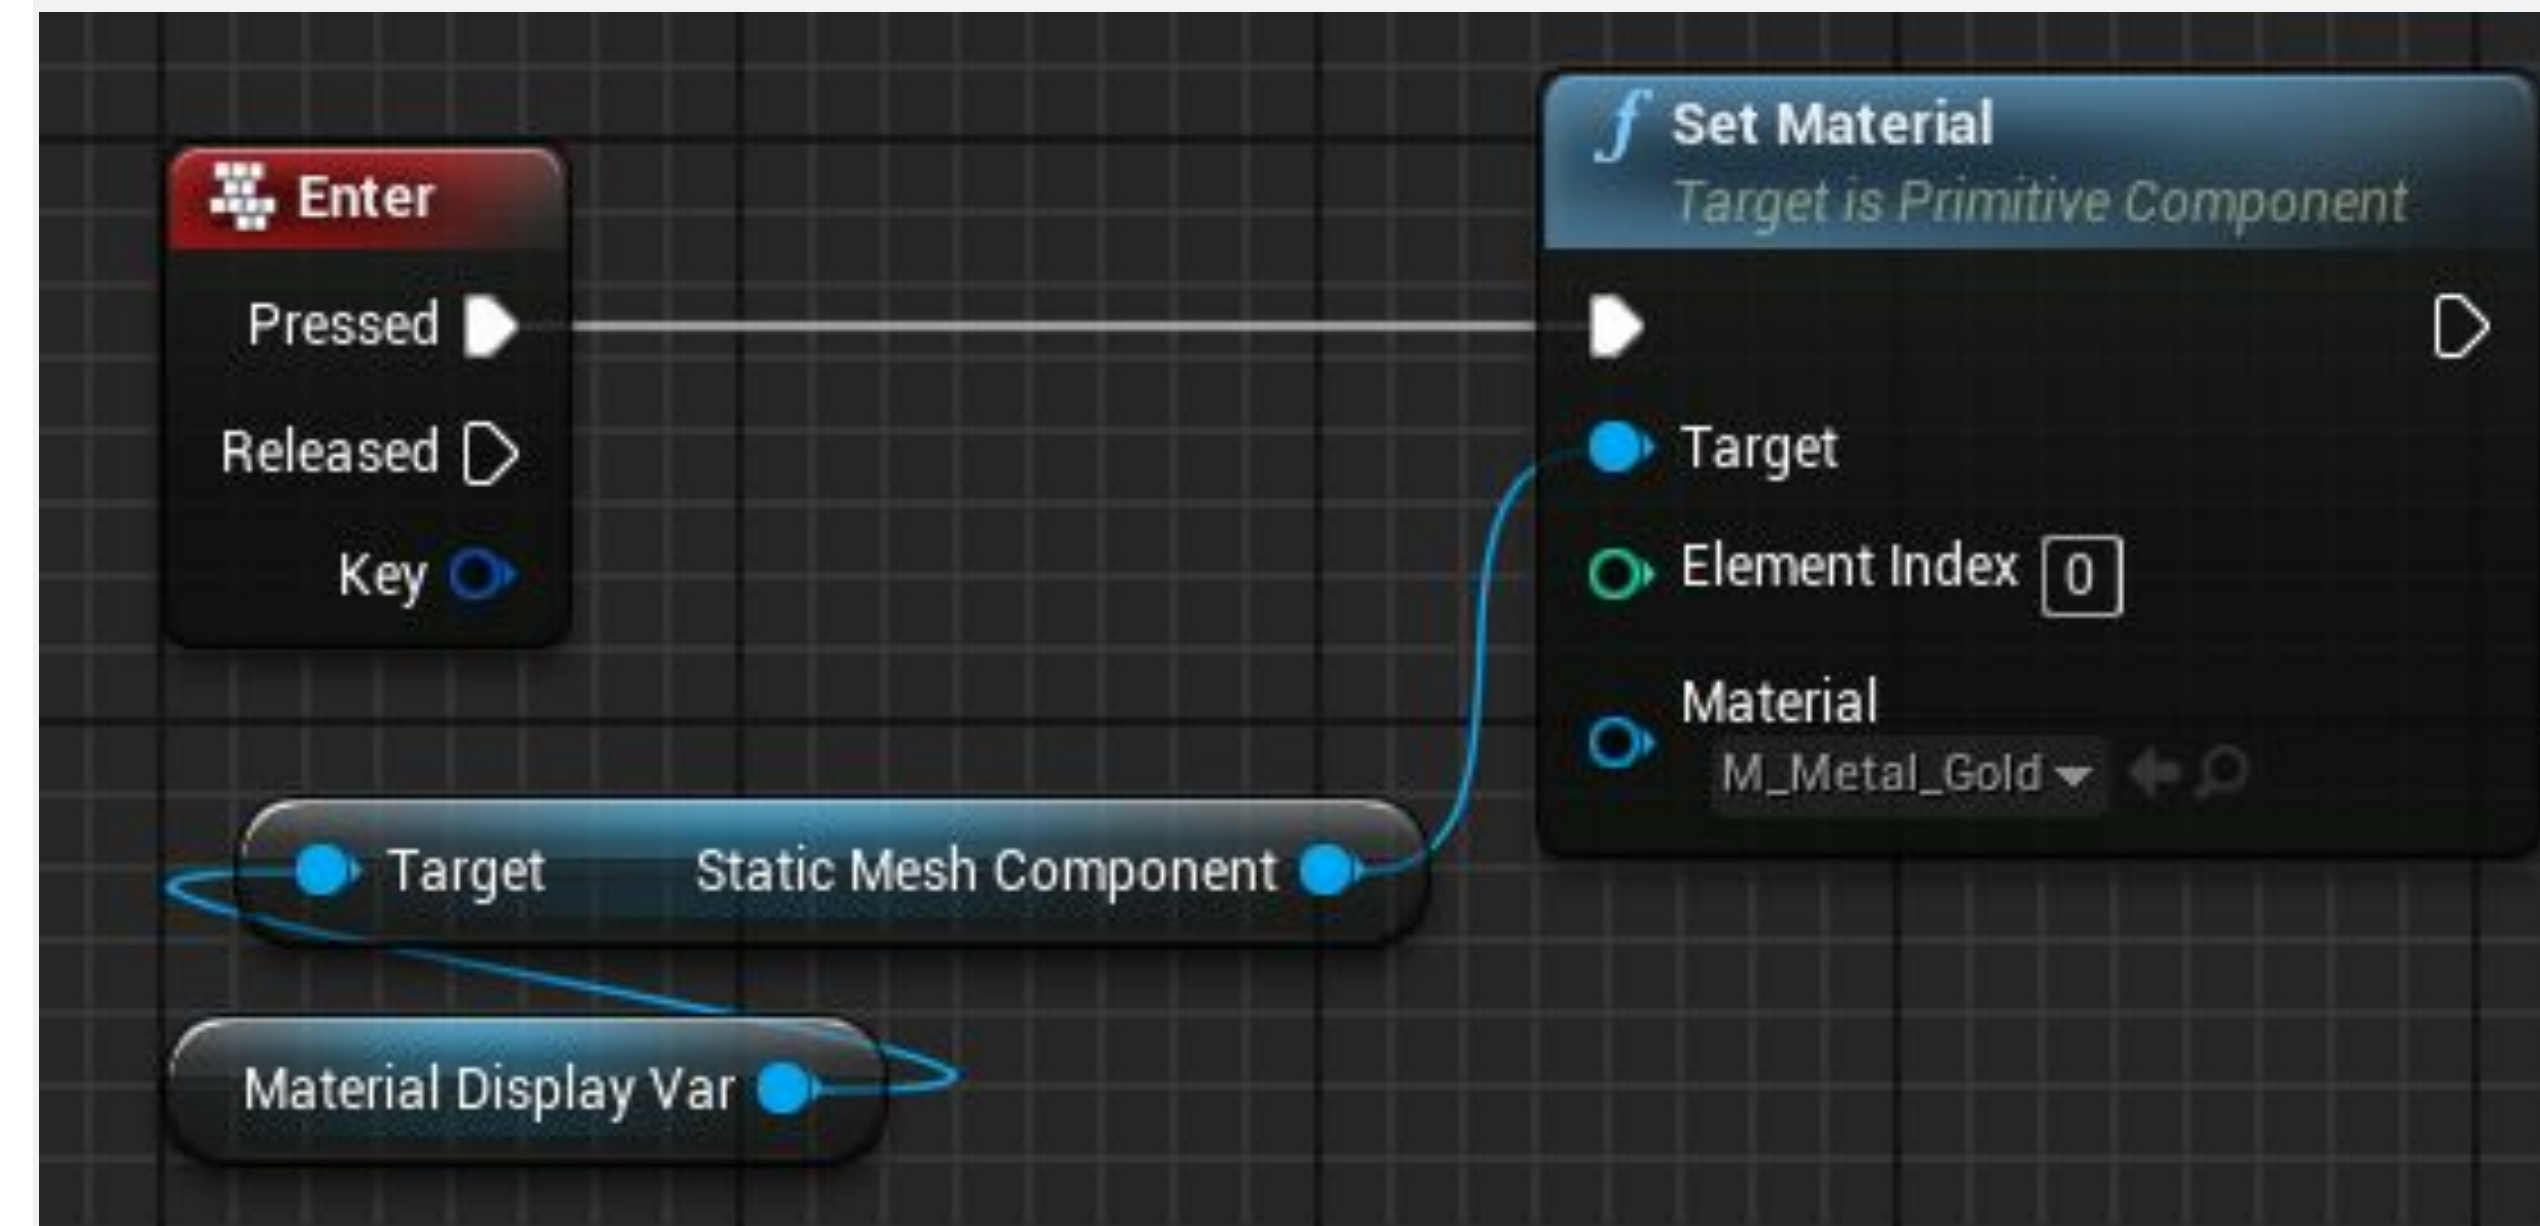 Enter
Pressed
Released
Key
f Set Material
Target is Primitive Component
Target
Element Index 0
Material
M_Metal_Gold
Target Static Mesh Component
Material Display Var